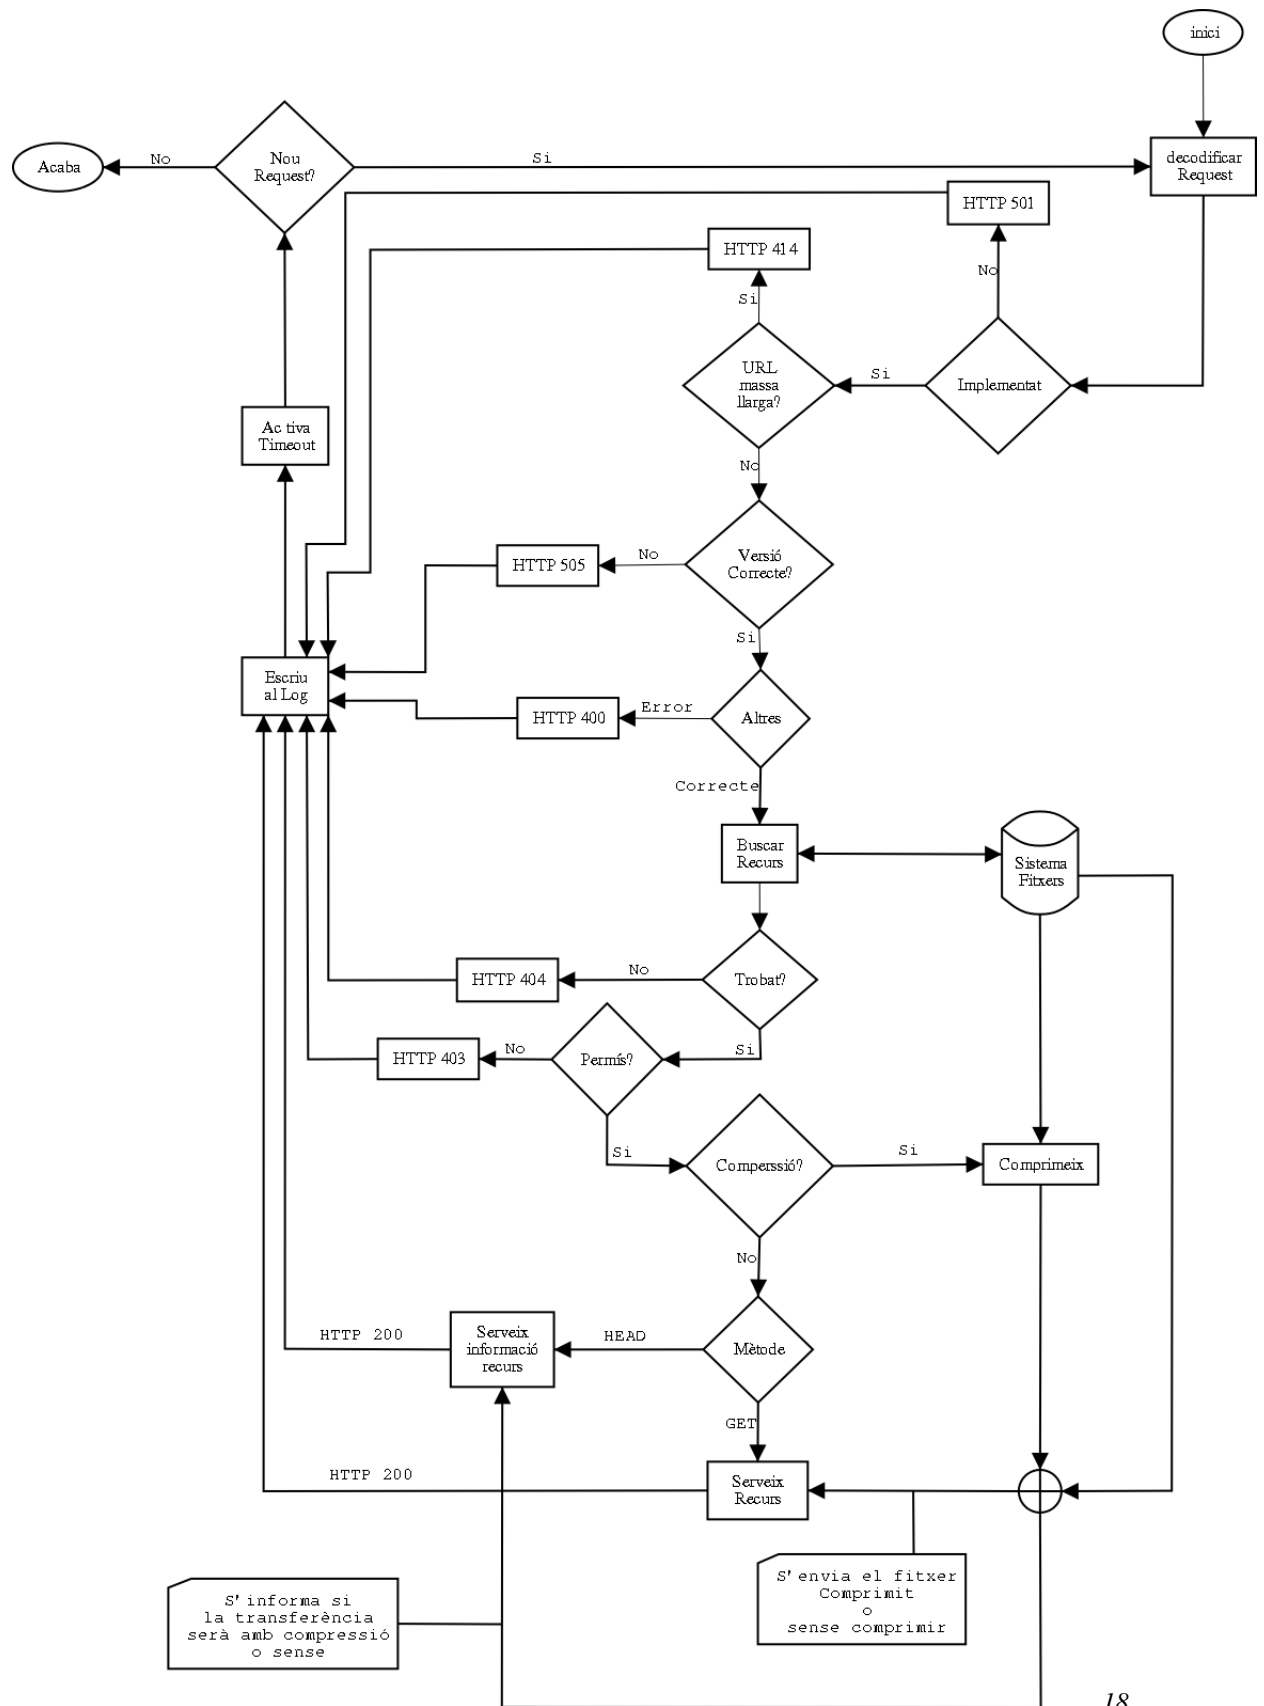 inici
Acaba
No
Nou
Request?
Si
decodificar
Request
HTTP 501
HTTP 414
No
Si
URL
massa
llarga?
Si
Implementat
Ac tiva
Timeout
No
HTTP 505
No
Versió
Correcte?
Si
Escriu
al Log
HTTP 400
Error
Altres
Correcte
Buscar
Recurs
Sistema
Fitxers
HTTP 404
No
Trobat?
HTTP 403
No
Permís?
Si
Si
Comperssió?
Si
Comprimeix
No
HTTP 200
Serveix
informació
recurs
HEAD
Mètode
GET
HTTP 200
Serveix
Recurs
S'envia el fitxer
Comprimit
o
sense comprimir
S'informa si
la transferència
serà amb compressió
o sense
18